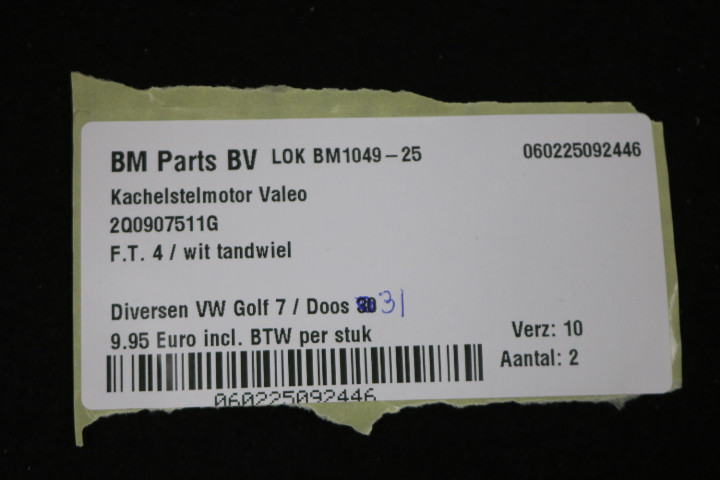 BM Parts BV LOK BM1049-25 060225092446
Kachelstelmotor Valeo
2Q0907511G
F.T. 4 / wit tandwiel
Diversen VW Golf 7 / Doos 31
9.95 Euro incl. BTW per stuk
Verz: 10
Aantal: 2
060225092446